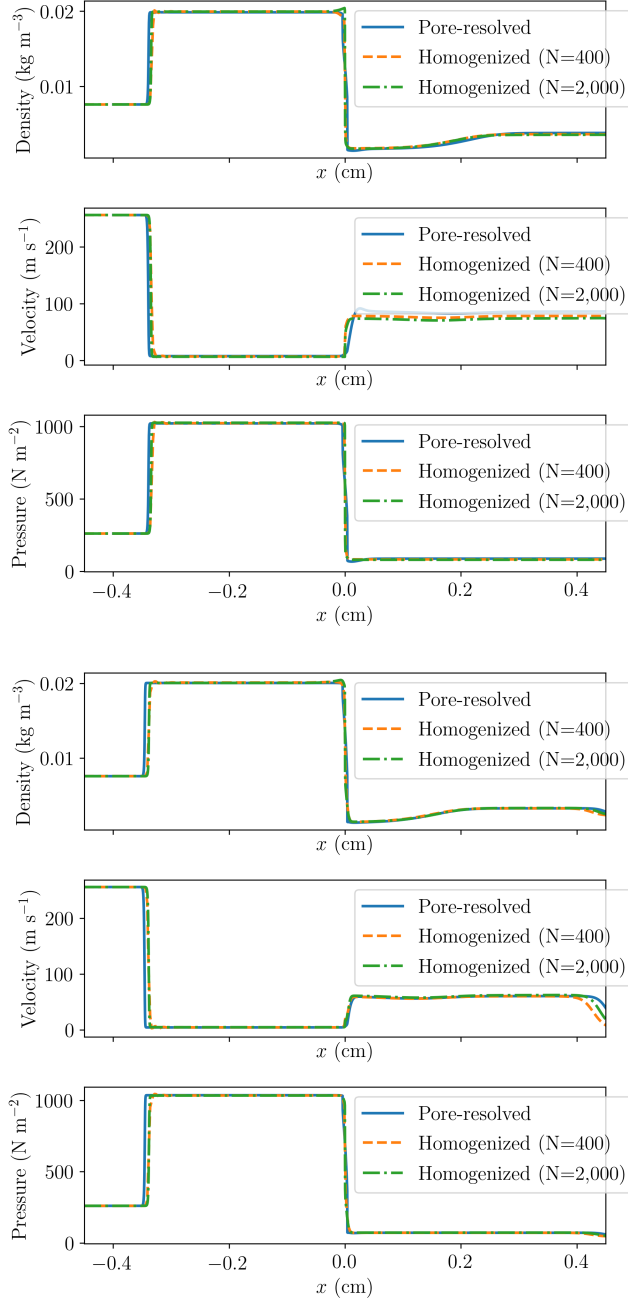 0.02
0.01
Density (kg m⁻³)
Pore-resolved
Homogenized (N=400)
Homogenized (N=2,000)
x (cm)
200
100
0
Velocity (m s⁻¹)
Pore-resolved
Homogenized (N=400)
Homogenized (N=2,000)
x (cm)
1000
500
0
Pressure (N m⁻²)
Pore-resolved
Homogenized (N=400)
Homogenized (N=2,000)
−0.4 −0.2 0.0 0.2 0.4
x (cm)
0.02
0.01
Density (kg m⁻³)
Pore-resolved
Homogenized (N=400)
Homogenized (N=2,000)
x (cm)
200
100
0
Velocity (m s⁻¹)
Pore-resolved
Homogenized (N=400)
Homogenized (N=2,000)
x (cm)
1000
500
0
Pressure (N m⁻²)
Pore-resolved
Homogenized (N=400)
Homogenized (N=2,000)
−0.4 −0.2 0.0 0.2 0.4
x (cm)